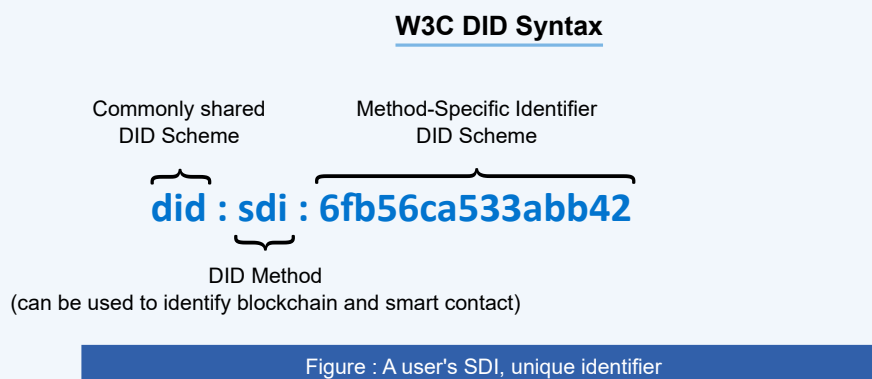 W3C DID Syntax
Commonly shared
DID Scheme
Method-Specific Identifier
DID Scheme
did : sdi : 6fb56ca533abb42
DID Method
(can be used to identify blockchain and smart contact)
Figure : A user's SDI, unique identifier